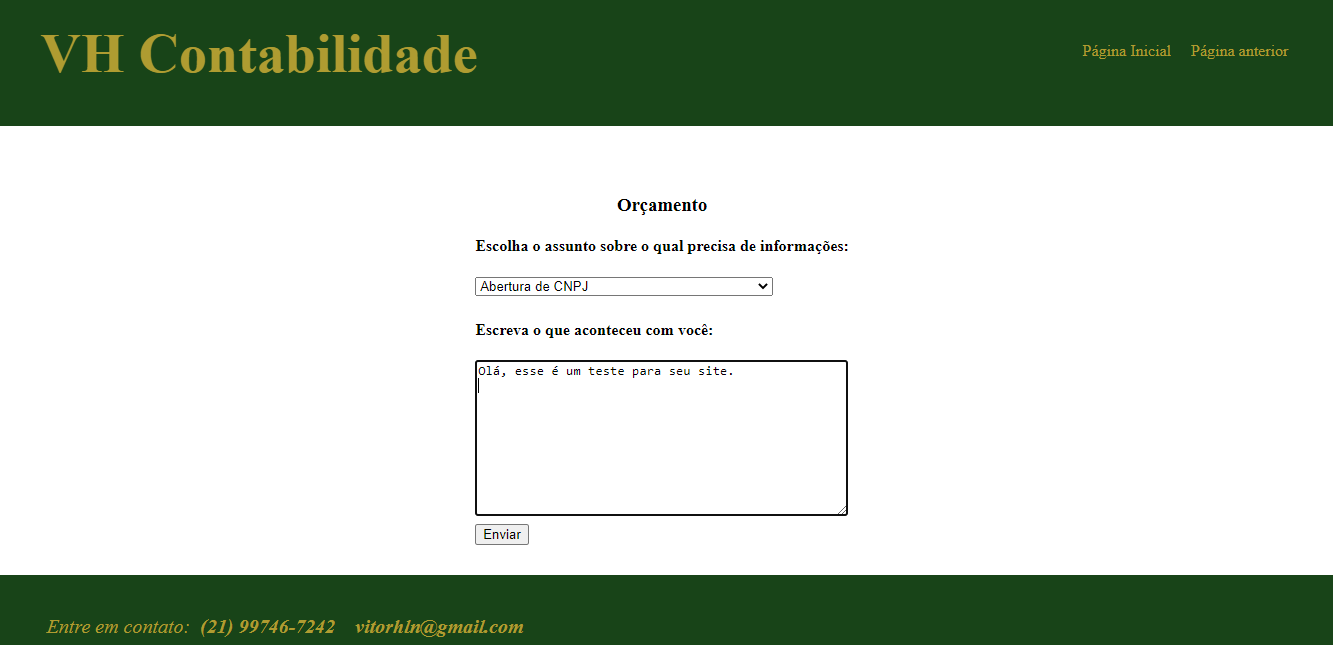 VH Contabilidade
Página Inicial Página anterior
Orçamento
Escolha o assunto sobre o qual precisa de informações:
Abertura de CNPJ
Escreva o que aconteceu com você:
Olá, esse é um teste para seu site.
Enviar
Entre em contato: (21) 99746-7242 vitorhln@gmail.com